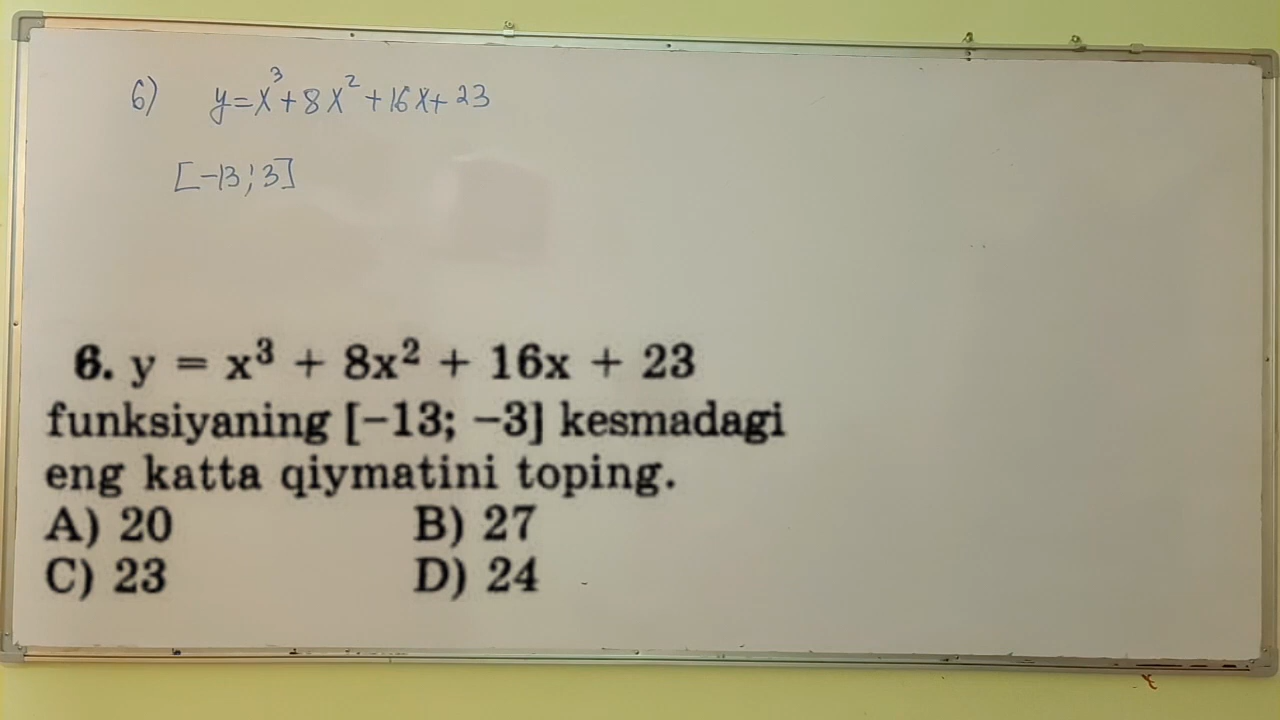 6) y=x³+8x²+16x+23
[-13; 3]
6. y = x³ + 8x² + 16x + 23
funksiyaning [−13; −3] kesmadagi
eng katta qiymatini toping.
A) 20 B) 27
C) 23 D) 24